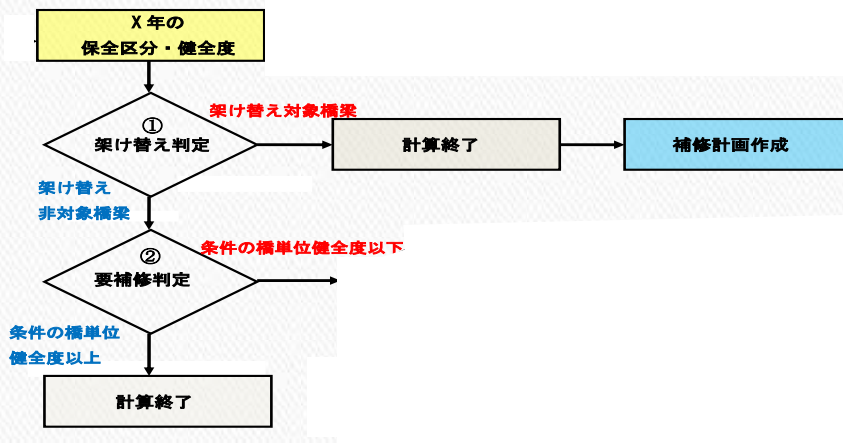 X年の
保全区分・健全度
①
架け替え判定
架け替え対象橋梁
計算終了
補修計画作成
架け替え
非対象橋梁
②
要補修判定
条件の橋単位健全度以下
条件の橋単位
健全度以上
計算終了